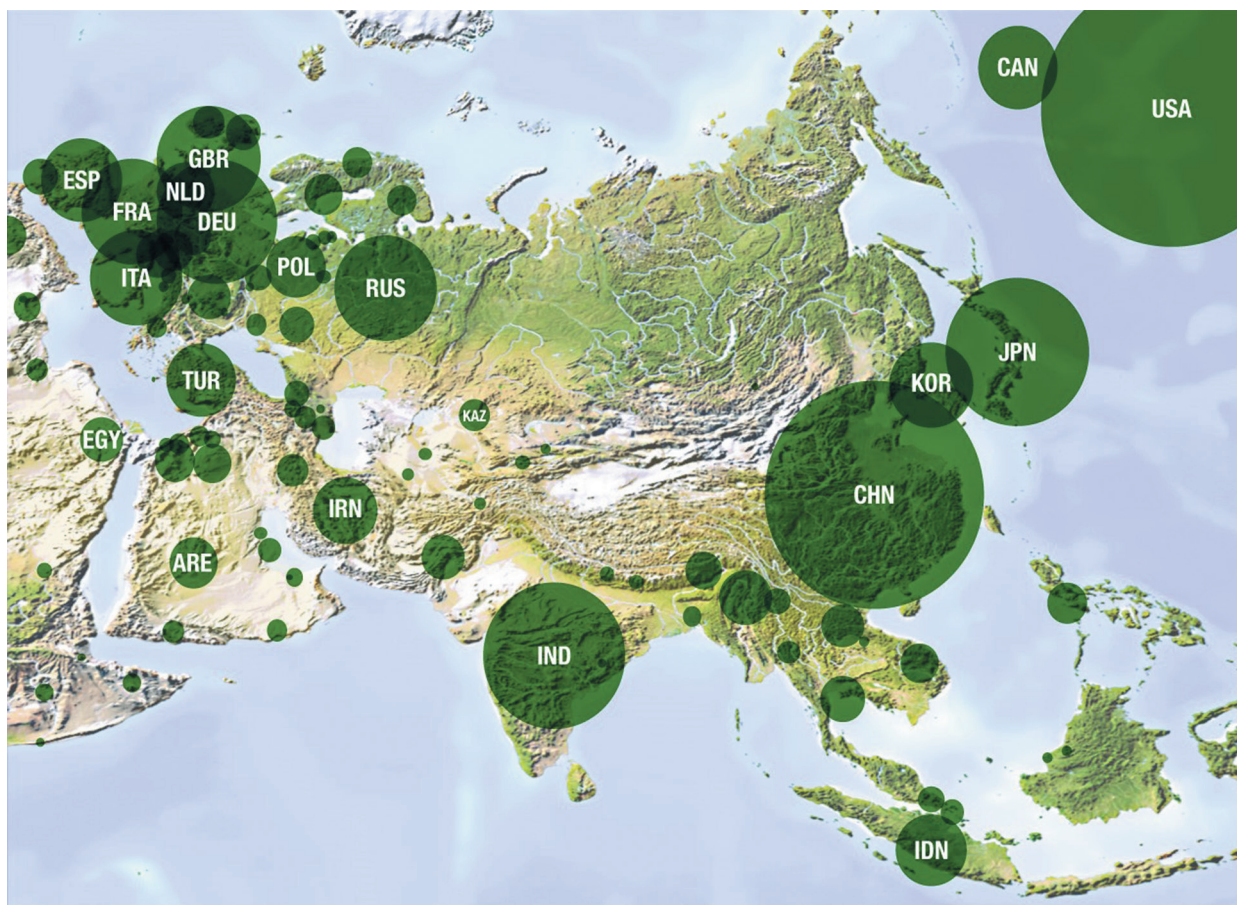 CAN
USA
GBR
ESP
NLD
FRA
DEU
POL
ITA
RUS
JPN
TUR
KOR
KAZ
EGY
CHN
IRN
ARE
IND
IDN